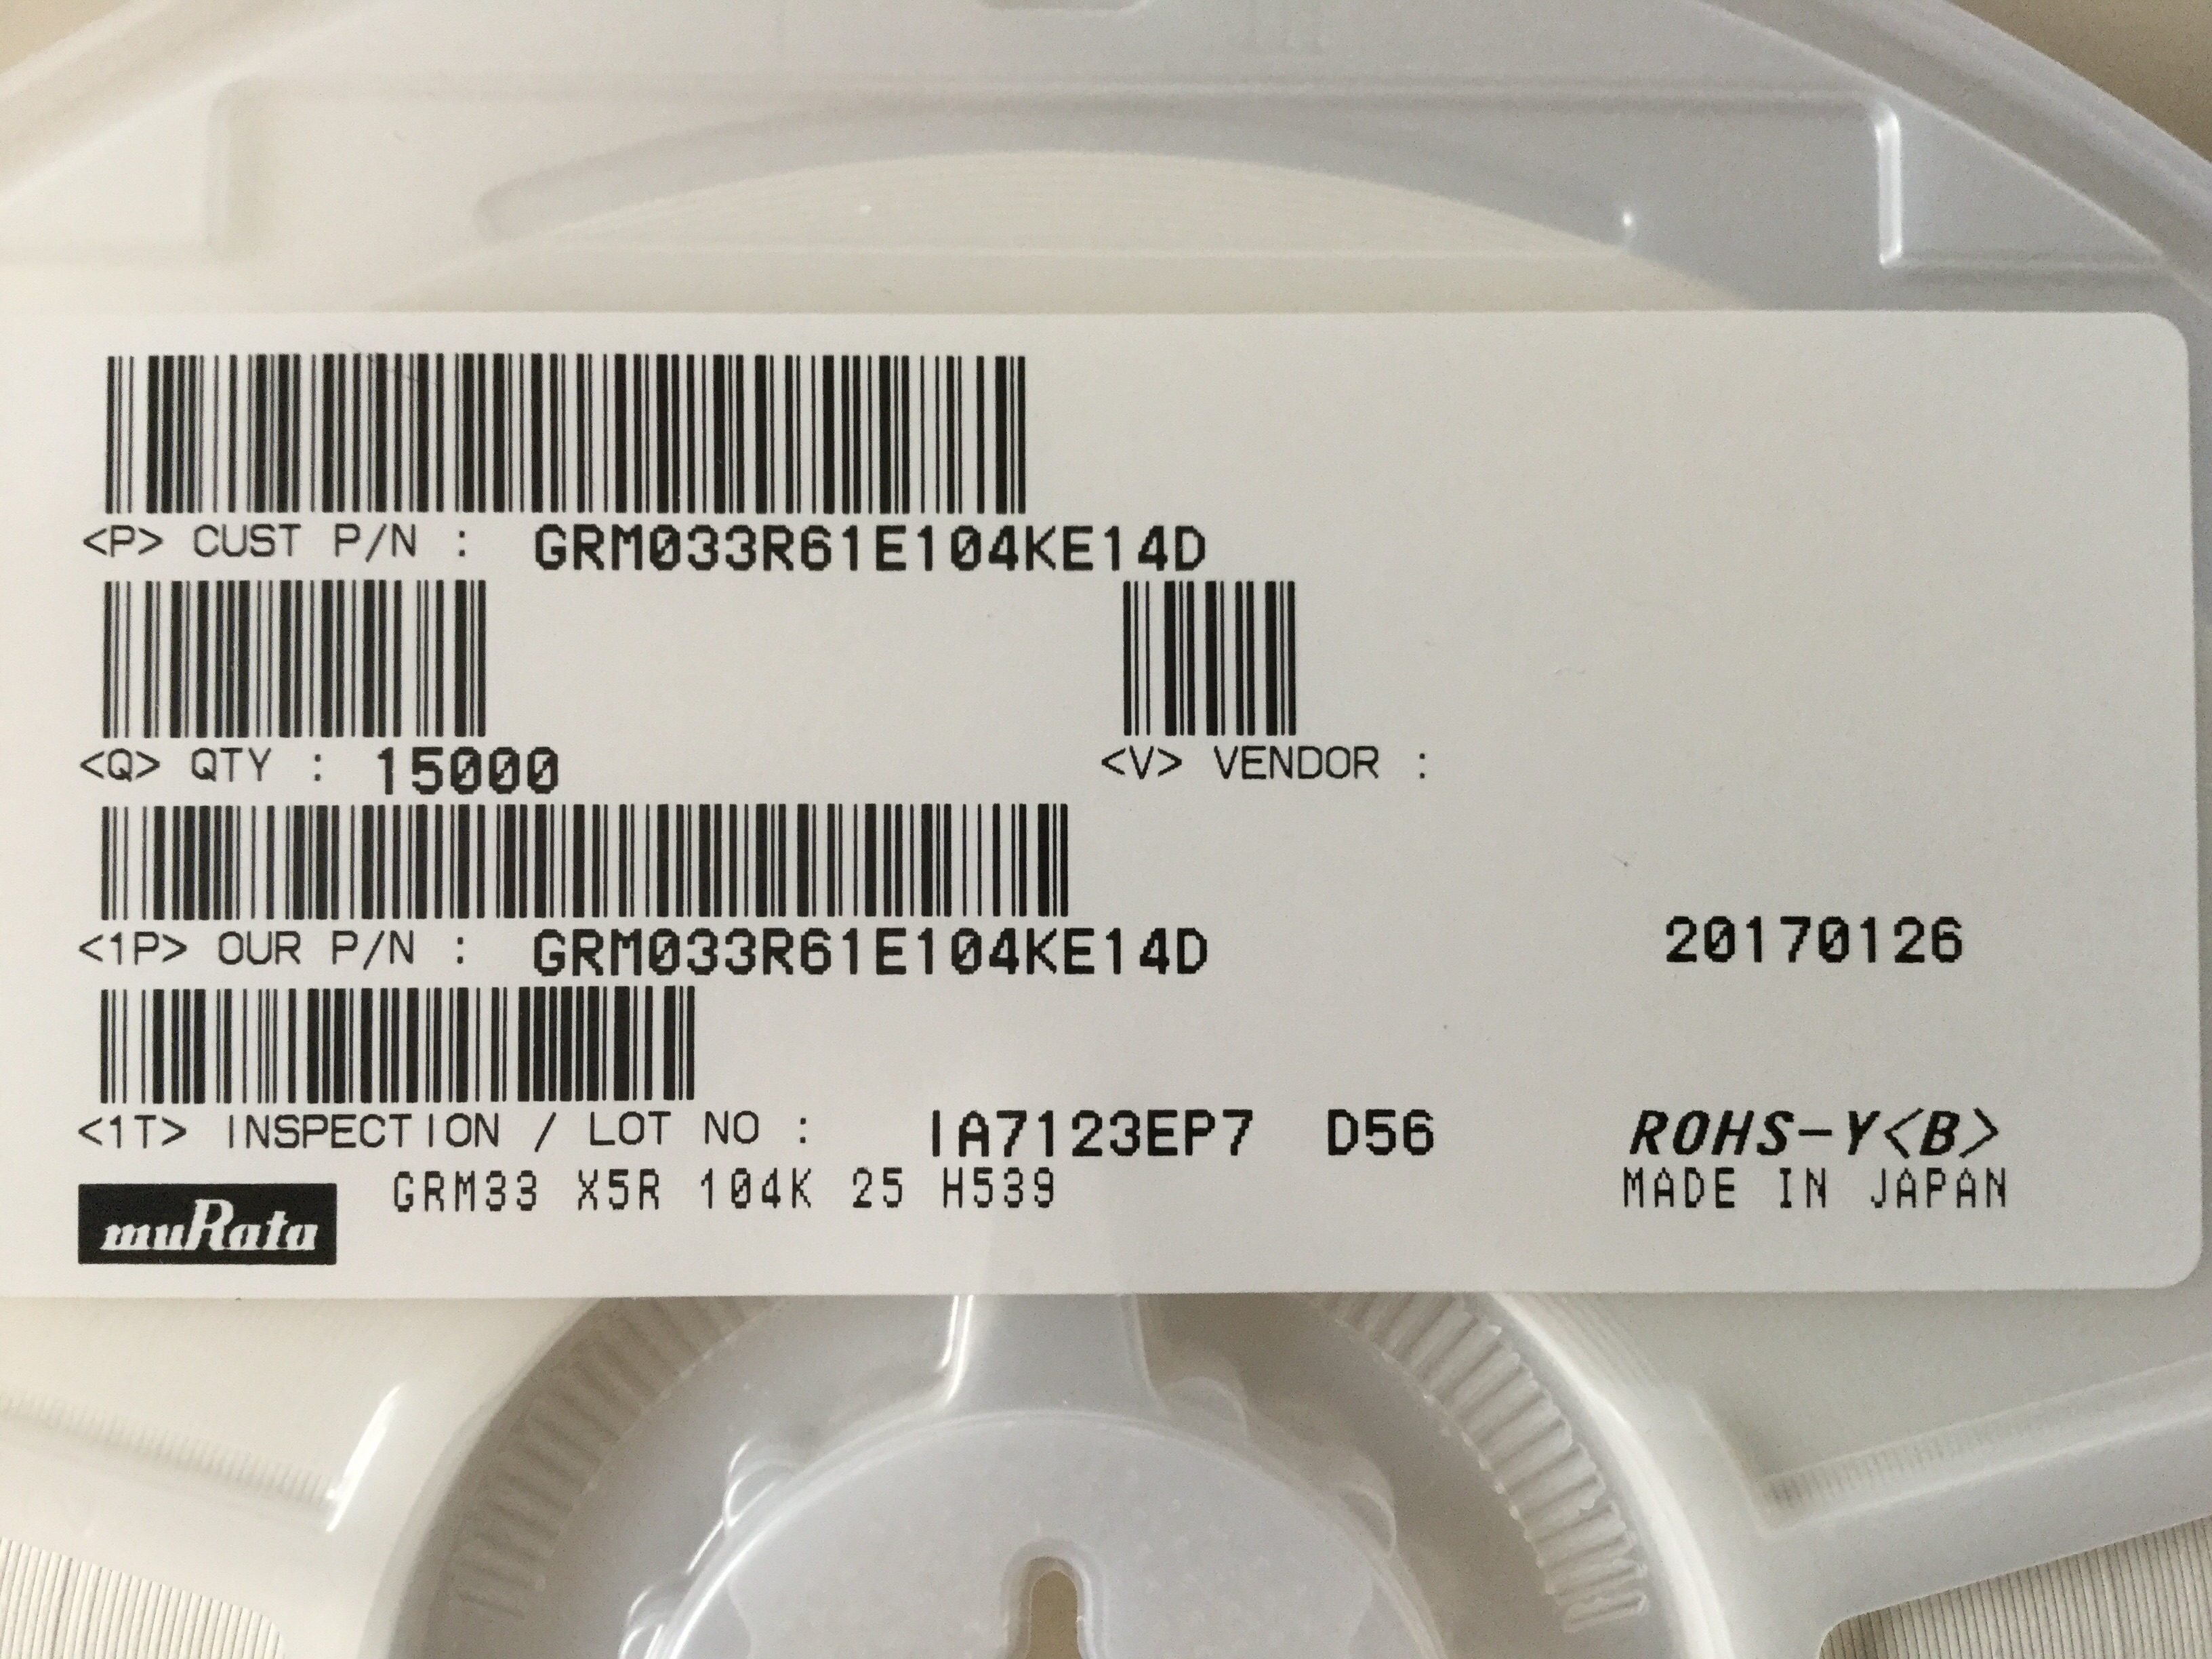 <P> CUST P/N : GRM033R61E104KE14D
<Q> QTY : 15000 <V> VENDOR :
<1P> OUR P/N : GRM033R61E104KE14D 20170126
<1T> INSPECTION / LOT NO : IA7123EP7 D56 ROHS-Y<B>
GRM33 X5R 104K 25 H539 MADE IN JAPAN
muRata